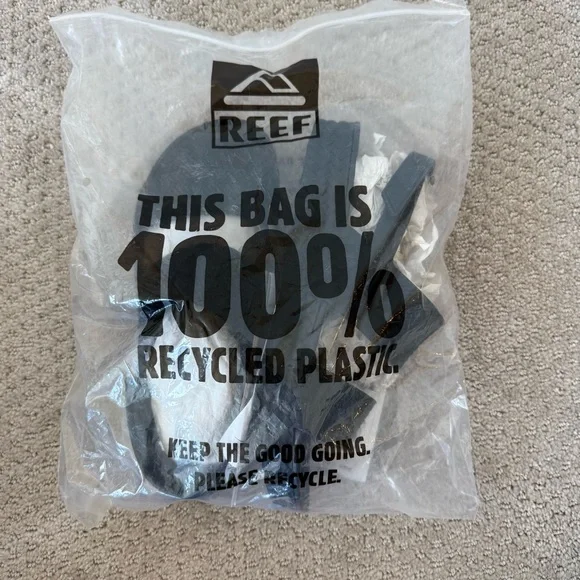 REEF
THIS BAG IS
100%
RECYCLED PLASTIC.
KEEP THE GOOD GOING.
PLEASE RECYCLE.